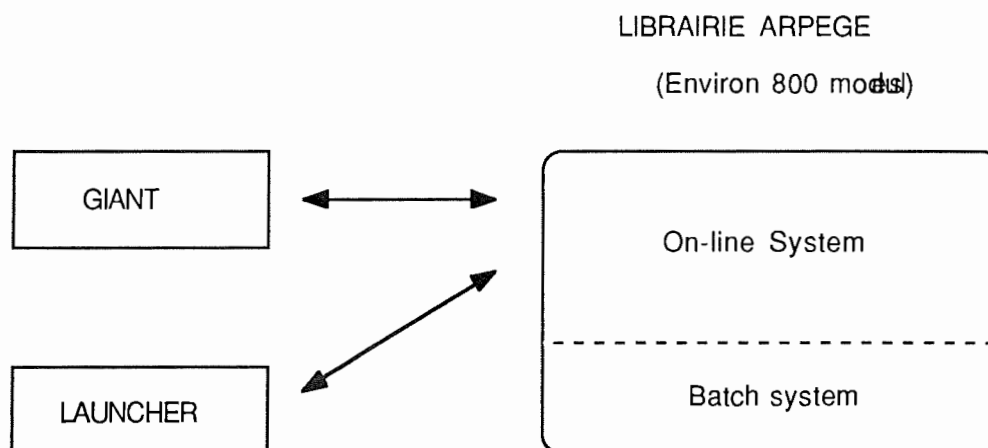 LIBRAIRIE ARPEGE
(Environ 800
GIANT
On-line System
LAUNCHER
Batch system